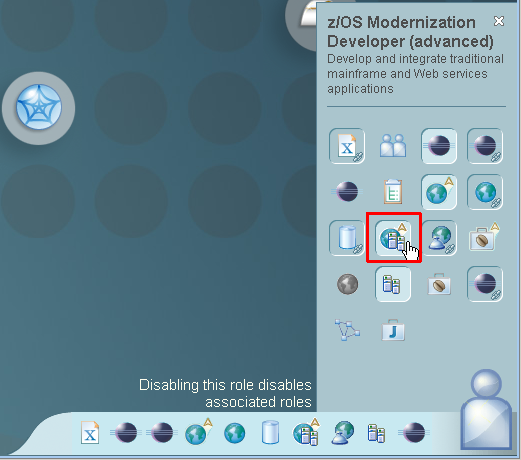 z/OS Modernization
Developer (advanced)
Develop and integrate traditional
mainframe and Web services
applications
X
J
Disabling this role disables
associated roles
X